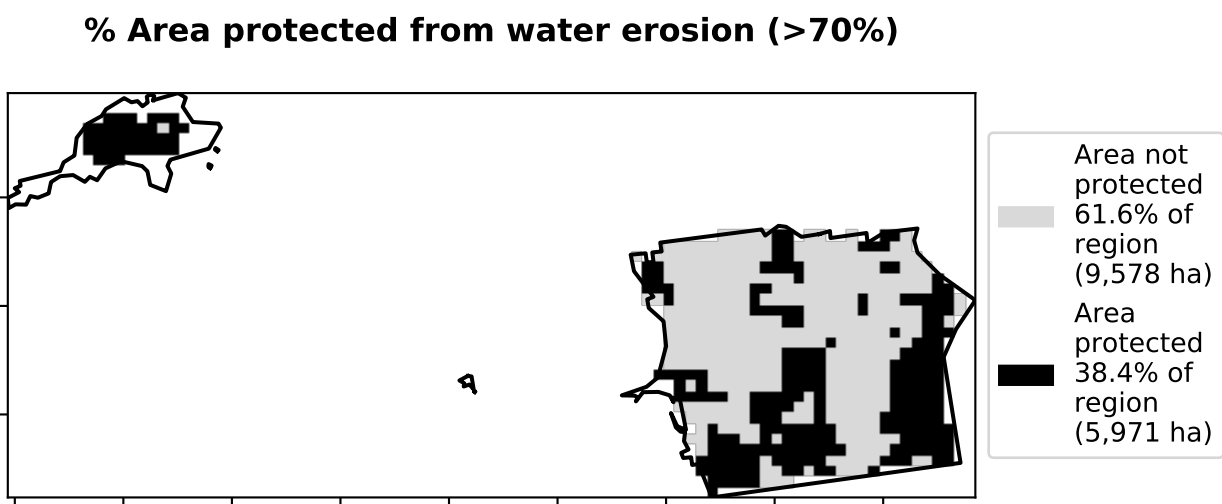 % Area protected from water erosion (>70%)
Area not
protected
61.6% of
region
(9,578 ha)
Area
protected
38.4% of
region
(5,971 ha)